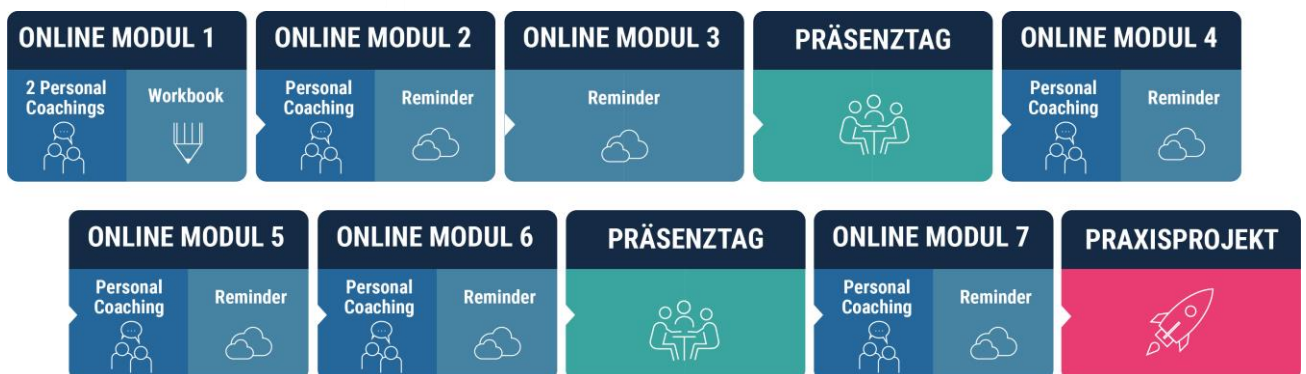 ONLINE MODUL 1
2 Personal
Coachings
Workbook
ONLINE MODUL 2
Personal
Coaching
Reminder
ONLINE MODUL 3
Reminder
PRÄSENZTAG
ONLINE MODUL 4
Personal
Coaching
Reminder
ONLINE MODUL 5
Personal
Coaching
Reminder
ONLINE MODUL 6
Personal
Coaching
Reminder
PRÄSENZTAG
ONLINE MODUL 7
Personal
Coaching
Reminder
PRAXISPROJEKT